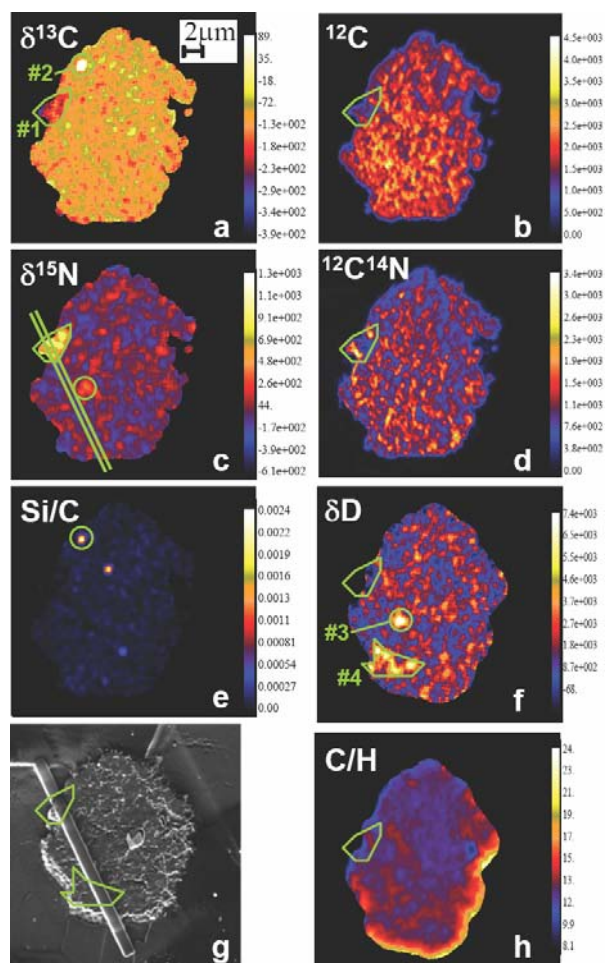 δ¹³C
2μm
#2
#1
a
89.
35.
-18.
-72.
-1.3e+002
-1.8e+002
-2.3e+002
-2.9e+002
-3.4e+002
-3.9e+002
¹²C
b
4.5e+003
4.0e+003
3.5e+003
3.0e+003
2.5e+003
2.0e+003
1.5e+003
1.0e+003
5.0e+002
0.00
δ¹⁵N
c
1.3e+003
1.1e+003
9.0e+002
6.9e+002
4.8e+002
2.6e+002
44.
-1.7e+002
-3.9e+002
-6.1e+002
¹²C¹⁴N
d
3.4e+003
2.6e+003
2.3e+003
1.9e+003
1.5e+003
1.1e+003
7.6e+002
3.8e+002
0.00
Si/C
e
0.0024
0.0022
0.0019
0.0016
0.0013
0.0011
0.00081
0.00054
0.00027
0.00
δD
#3
#4
f
7.4e+003
6.5e+003
5.5e+003
4.6e+003
3.7e+003
2.7e+003
1.8e+003
8.7e+002
-68.
g
C/H
h
24.
21.
19.
17.
15.
13.
12.
9.9
8.1